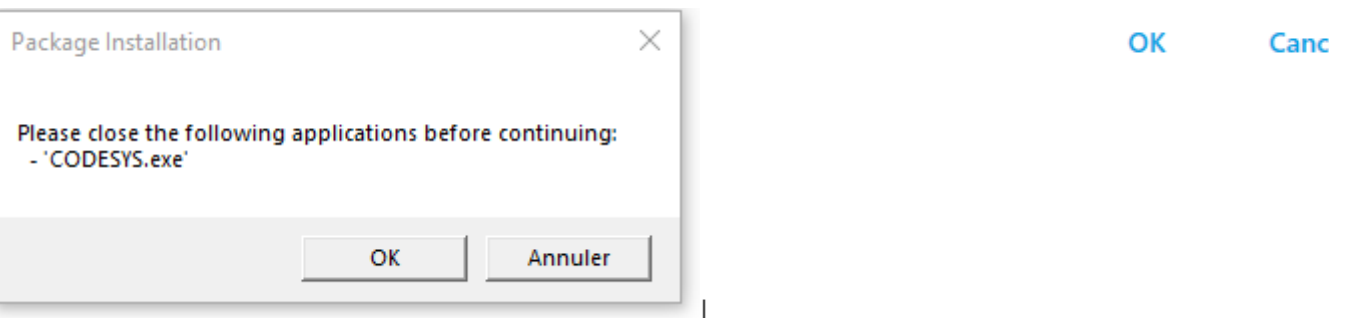 Package Installation
OK Canc
Please close the following applications before continuing:
- 'CODESYS.exe'
OK Annuler